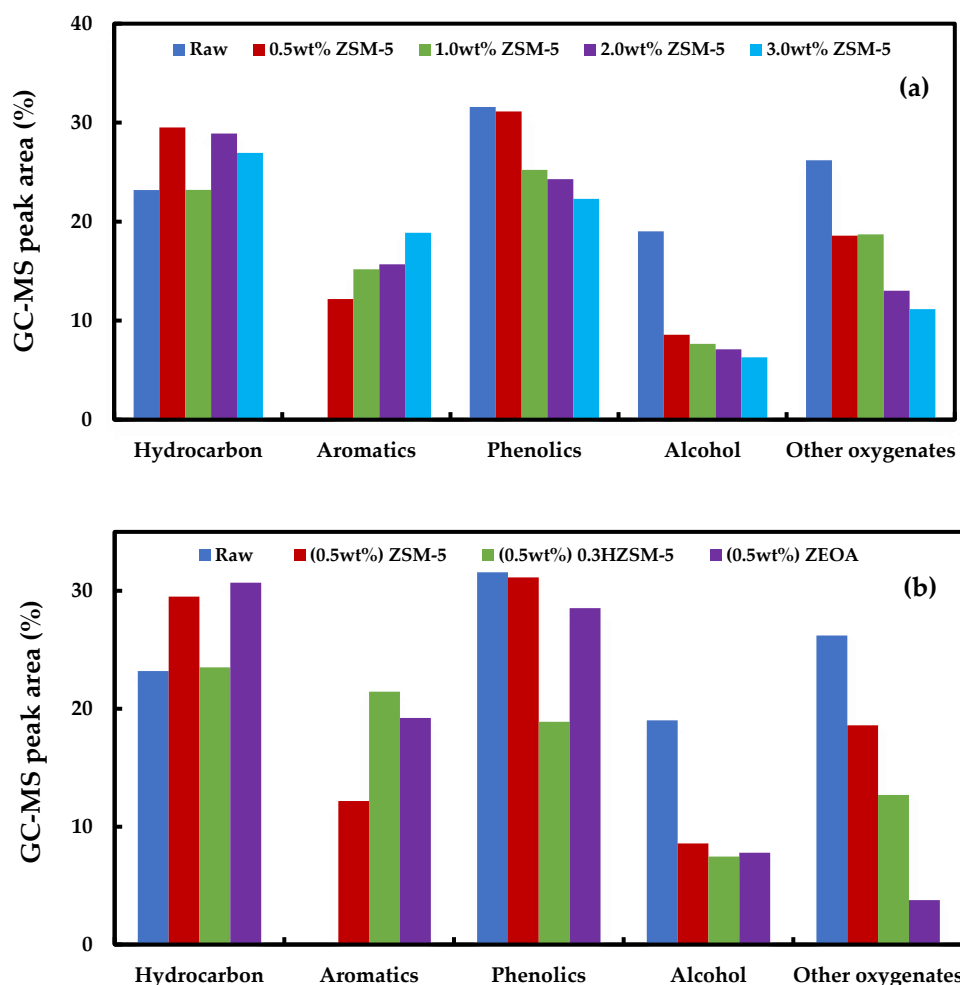 40
Raw 0.5wt% ZSM-5 1.0wt% ZSM-5 2.0wt% ZSM-5 3.0wt% ZSM-5
(a)
30
20
10
0
GC-MS peak area (%)
Hydrocarbon Aromatics Phenolics Alcohol Other oxygenates
Raw (0.5wt%) ZSM-5 (0.5wt%) 0.3HZSM-5 (0.5wt%) ZEOA
(b)
30
20
10
0
GC-MS peak area (%)
Hydrocarbon Aromatics Phenolics Alcohol Other oxygenates